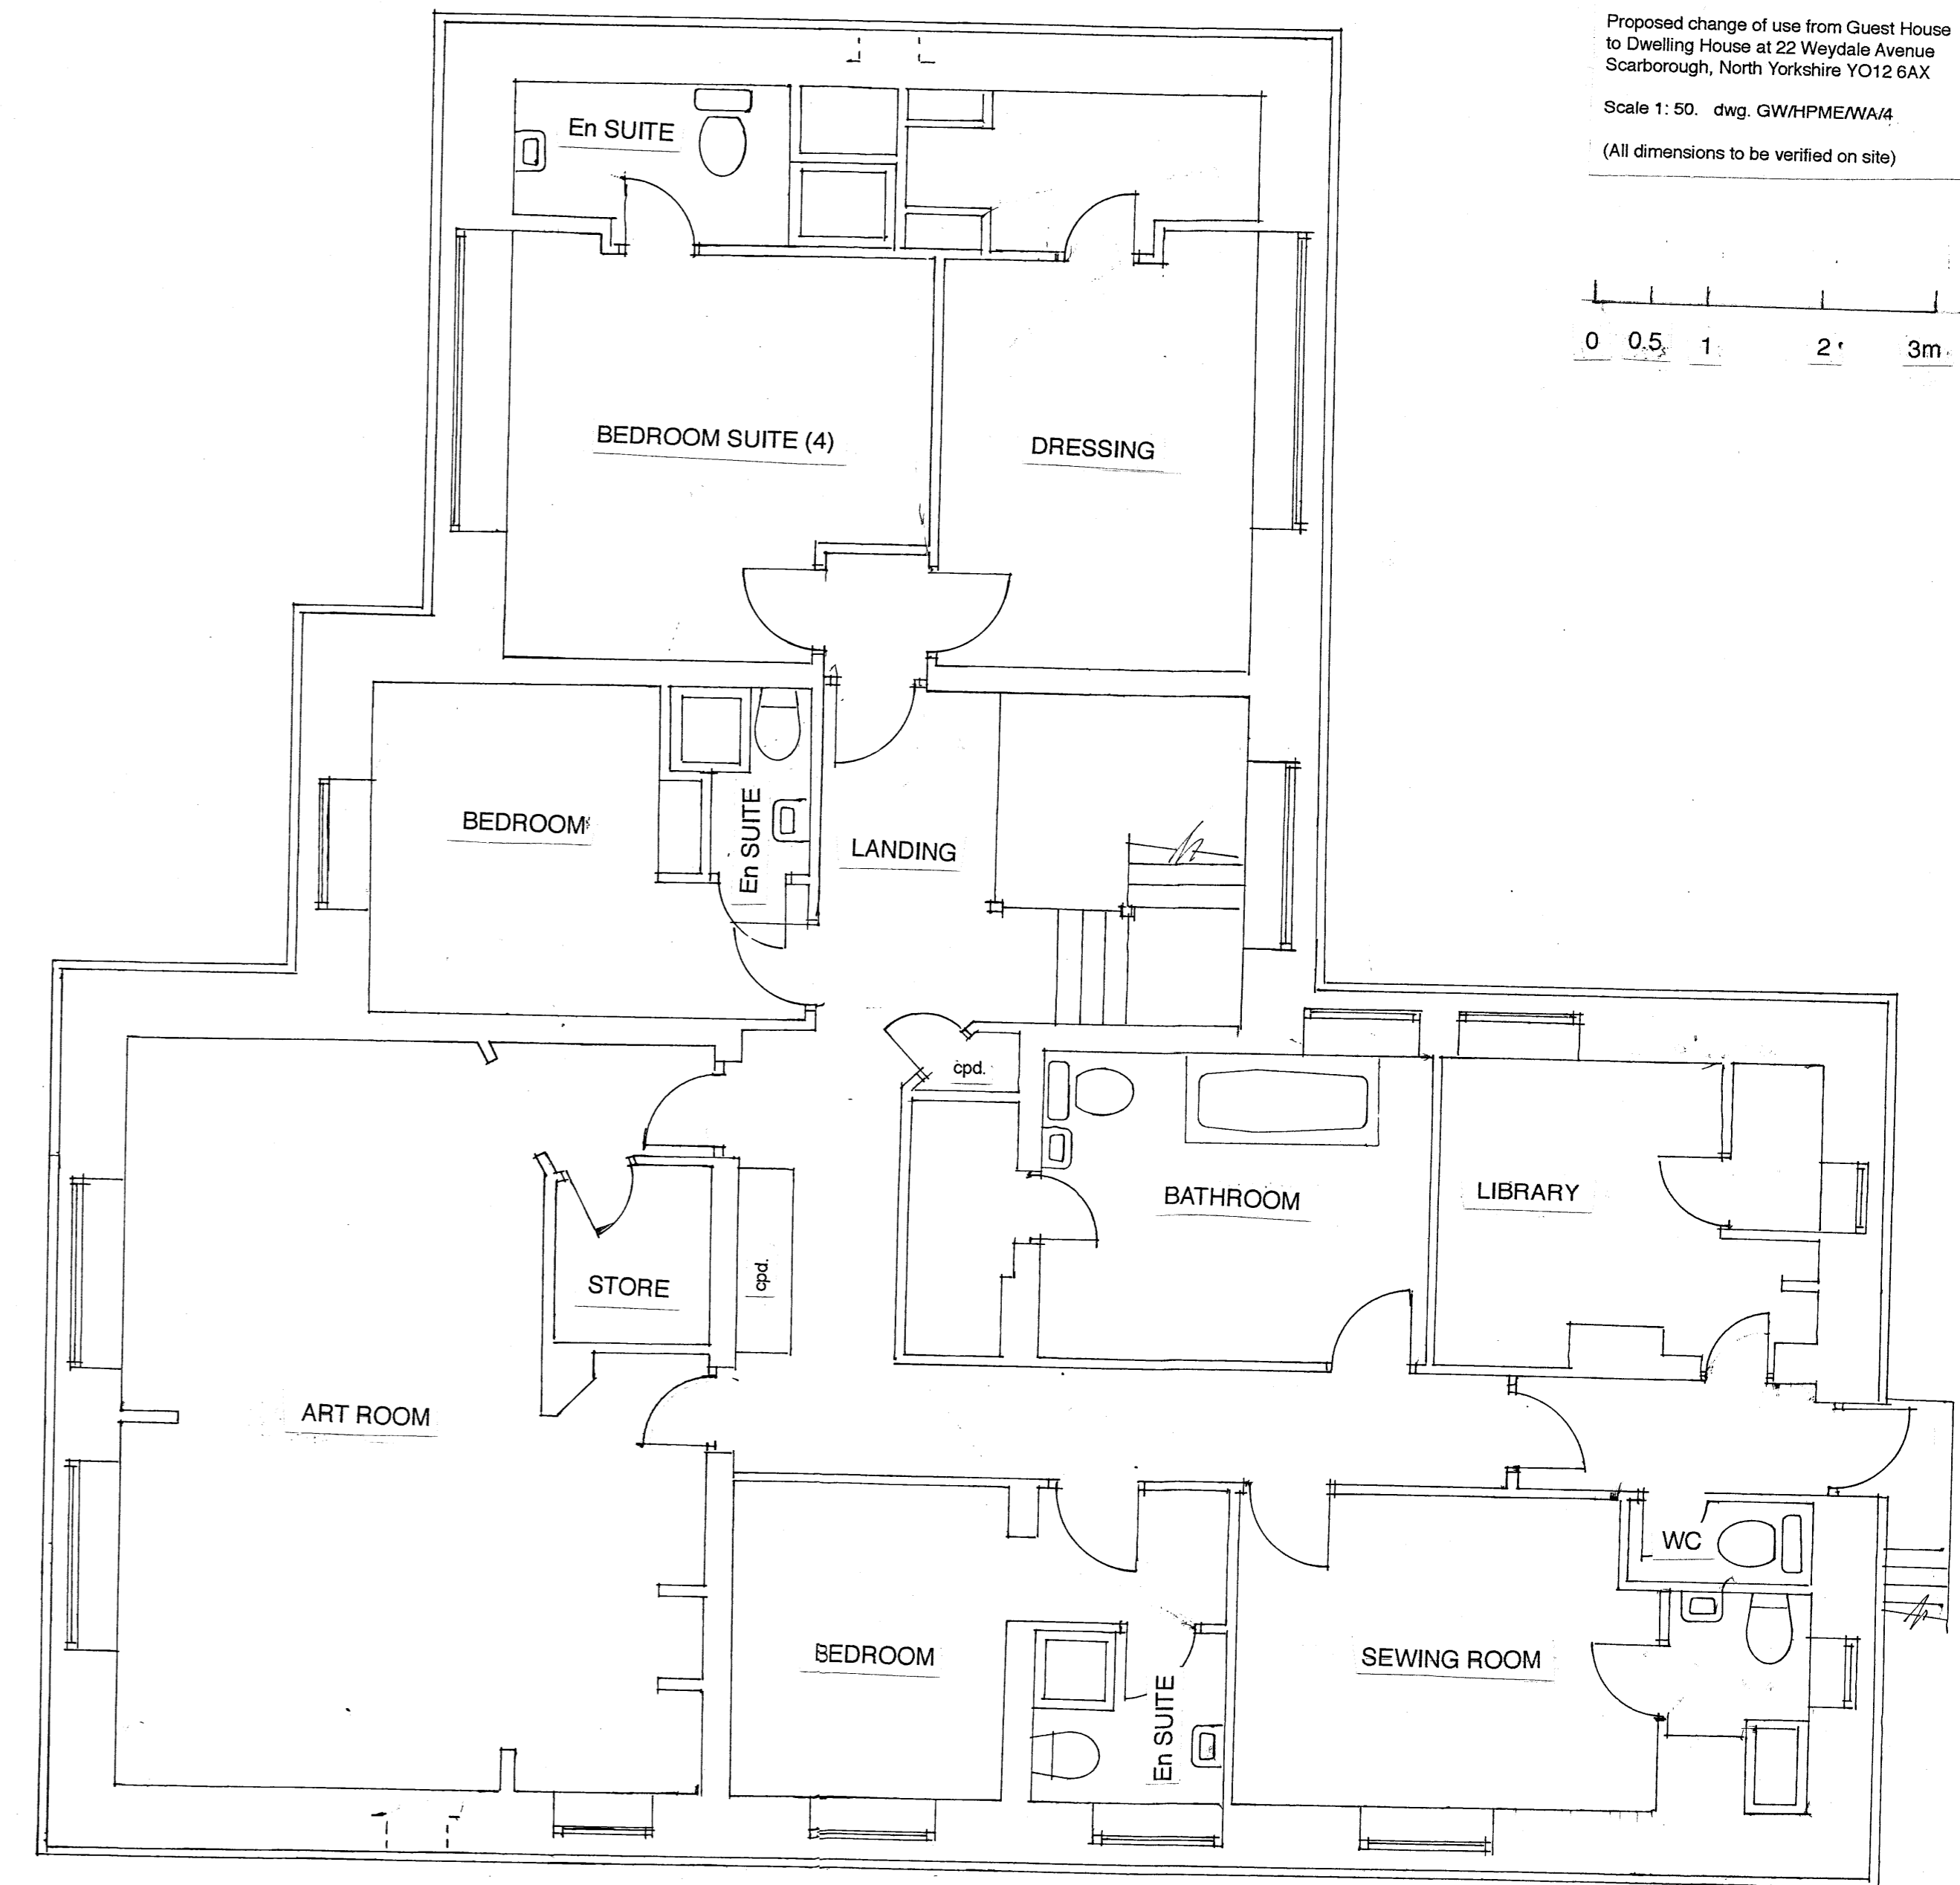 Proposed change of use from Guest House
to Dwelling House at 22 Weydale Avenue
Scarborough, North Yorkshire YO12 6AX
Scale 1: 50. dwg. GW/HPME/WA/4
(All dimensions to be verified on site)
0 0.5 1 2 3m
En SUITE
BEDROOM SUITE (4)
DRESSING
BEDROOM
En SUITE
LANDING
cpd.
BATHROOM
LIBRARY
STORE
cpd.
ART ROOM
WC
BEDROOM
En SUITE
SEWING ROOM